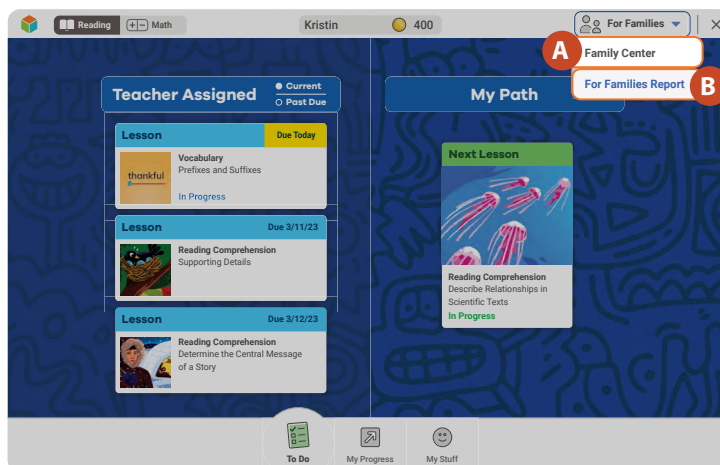 Reading
Math
Kristin
400
For Families
A
Family Center
For Families Report
B
Teacher Assigned
Current
Past Due
Lesson
Due Today
thankful
Vocabulary
Prefixes and Suffixes
In Progress
Lesson
Due 3/11/23
Reading Comprehension
Supporting Details
Lesson
Due 3/12/23
Reading Comprehension
Determine the Central Message
of a Story
My Path
Next Lesson
Reading Comprehension
Describe Relationships in
Scientific Texts
In Progress
To Do
My Progress
My Stuff